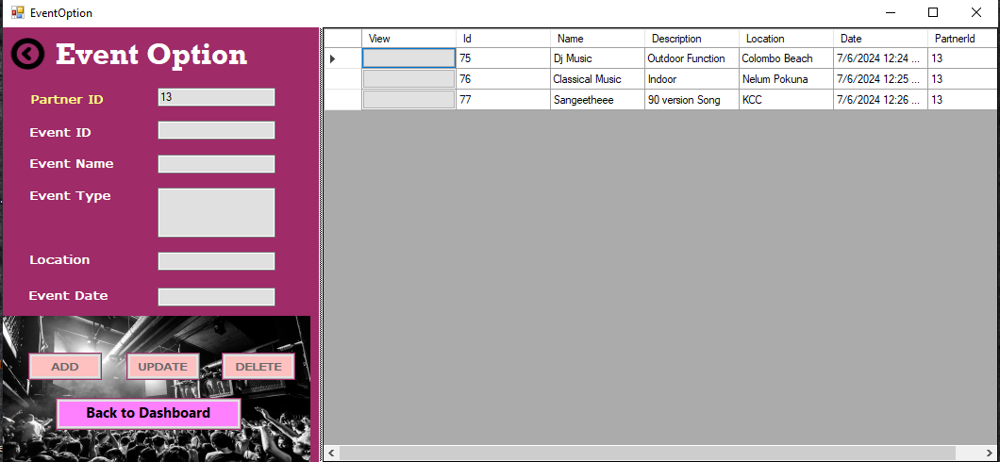 EventOption
Event Option
Partner ID 13
Event ID
Event Name
Event Type
Location
Event Date
ADD UPDATE DELETE
Back to Dashboard
View Id Name Description Location Date PartnerId
75 Dj Music Outdoor Function Colombo Beach 7/6/2024 12:24 ... 13
76 Classical Music Indoor Nelum Pokuna 7/6/2024 12:25 ... 13
77 Sangeetheee 90 version Song KCC 7/6/2024 12:26 ... 13